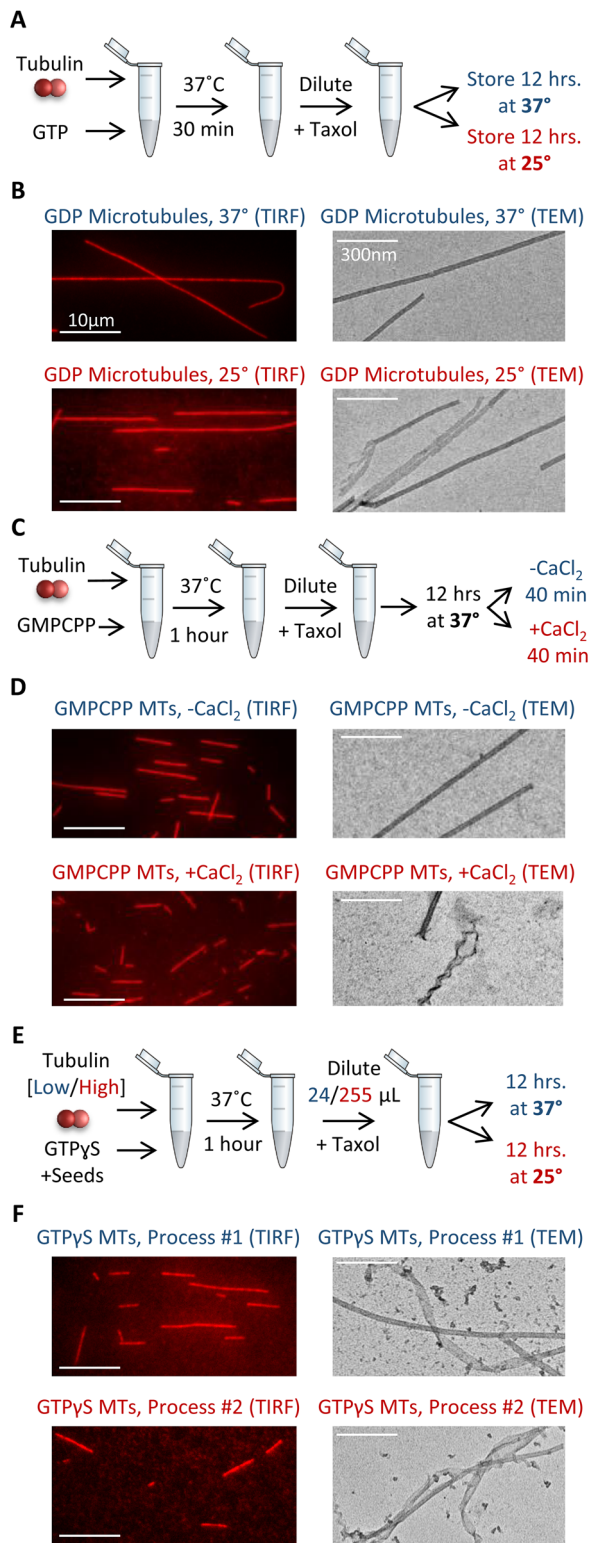 A
Tubulin
GTP
37˚C
30 min
Dilute
+ Taxol
Store 12 hrs.
at 37°
Store 12 hrs.
at 25°
B
GDP Microtubules, 37° (TIRF)
GDP Microtubules, 37° (TEM)
10µm
300nm
GDP Microtubules, 25° (TIRF)
GDP Microtubules, 25° (TEM)
C
Tubulin
GMPCPP
37˚C
1 hour
Dilute
+ Taxol
12 hrs
at 37°
-CaCl₂
40 min
+CaCl₂
40 min
D
GMPCPP MTs, -CaCl₂ (TIRF)
GMPCPP MTs, -CaCl₂ (TEM)
GMPCPP MTs, +CaCl₂ (TIRF)
GMPCPP MTs, +CaCl₂ (TEM)
E
Tubulin
[Low/High]
GTPɣS
+Seeds
37˚C
1 hour
Dilute
24/255 µL
+ Taxol
12 hrs.
at 37°
12 hrs.
at 25°
F
GTPγS MTs, Process #1 (TIRF)
GTPγS MTs, Process #1 (TEM)
GTPγS MTs, Process #2 (TIRF)
GTPγS MTs, Process #2 (TEM)